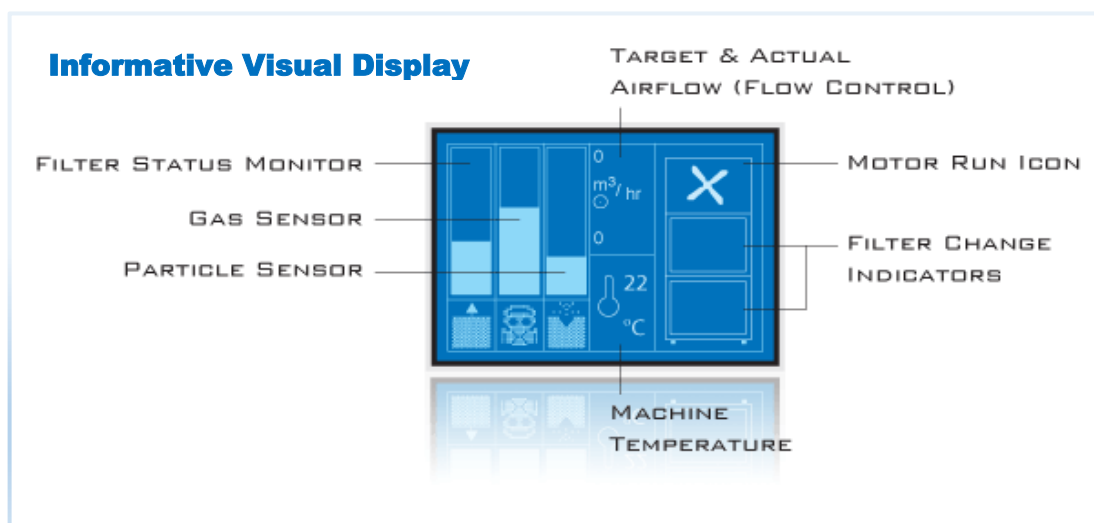 Informative Visual Display
TARGET & ACTUAL
AIRFLOW (FLOW CONTROL)
FILTER STATUS MONITOR
GAS SENSOR
PARTICLE SENSOR
0
m³/ hr
0
22
°C
MOTOR RUN ICON
FILTER CHANGE
INDICATORS
MACHINE
TEMPERATURE